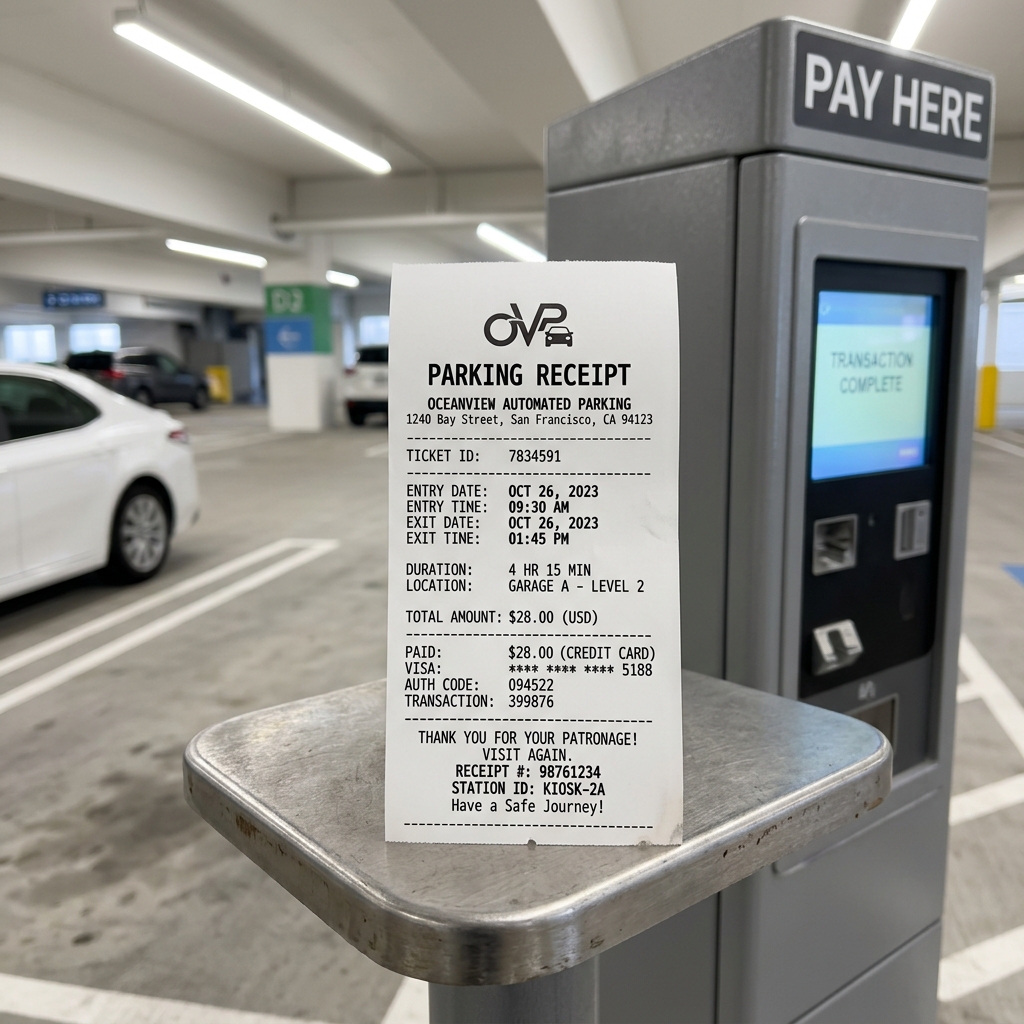 PAY HERE
D2
TRANSACTION
COMPLETE
OVP
PARKING RECEIPT
OCEANVIEW AUTOMATED PARKING
1240 Bay Street, San Francisco, CA 94123
TICKET ID: 7834591
ENTRY DATE: OCT 26, 2023
ENTRY TIME: 09:30 AM
EXIT DATE: OCT 26, 2023
EXIT TINE: 01:45 PM
DURATION: 4 HR 15 MIN
LOCATION: GARAGE A - LEVEL 2
TOTAL AMOUNT: $28.00 (USD)
PAID: $28.00 (CREDIT CARD)
VISA: **** **** **** 5188
AUTH CODE: 094522
TRANSACTION: 399876
THANK YOU FOR YOUR PATRONAGE!
VISIT AGAIN.
RECEIPT #: 98761234
STATION ID: KIOSK-2A
Have a Safe Journey!